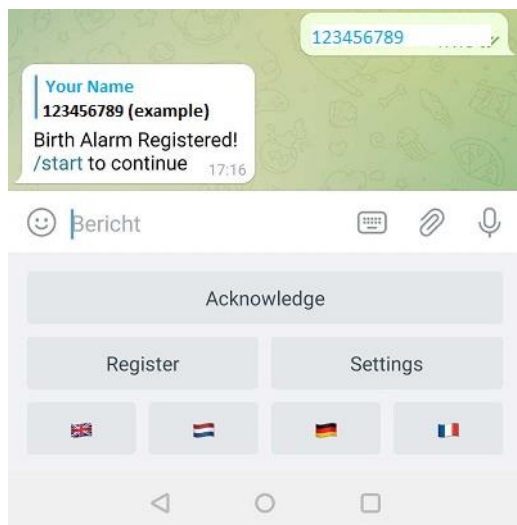 123456789
Your Name
123456789 (example)
Birth Alarm Registered!
/start to continue 17:16
Bericht
Acknowledge
Register Settings